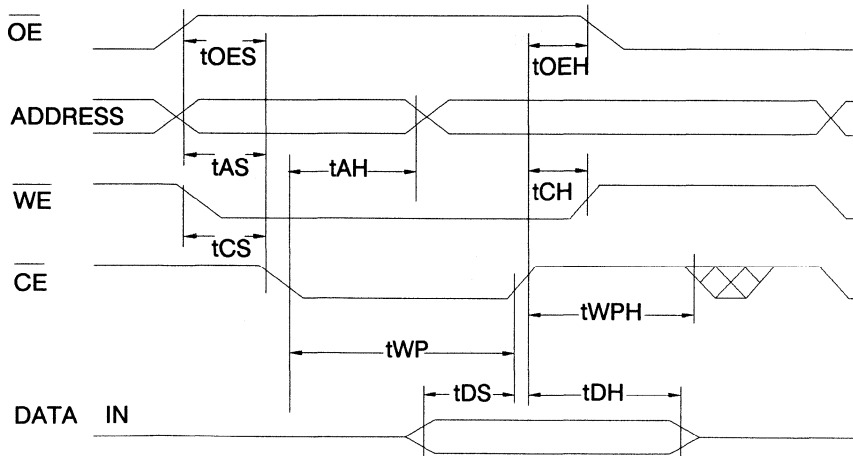 OE
tOES
tOEH
ADDRESS
tAS
tAH
tCH
WE
tCS
CE
tWPH
tWP
tDS
tDH
DATA IN